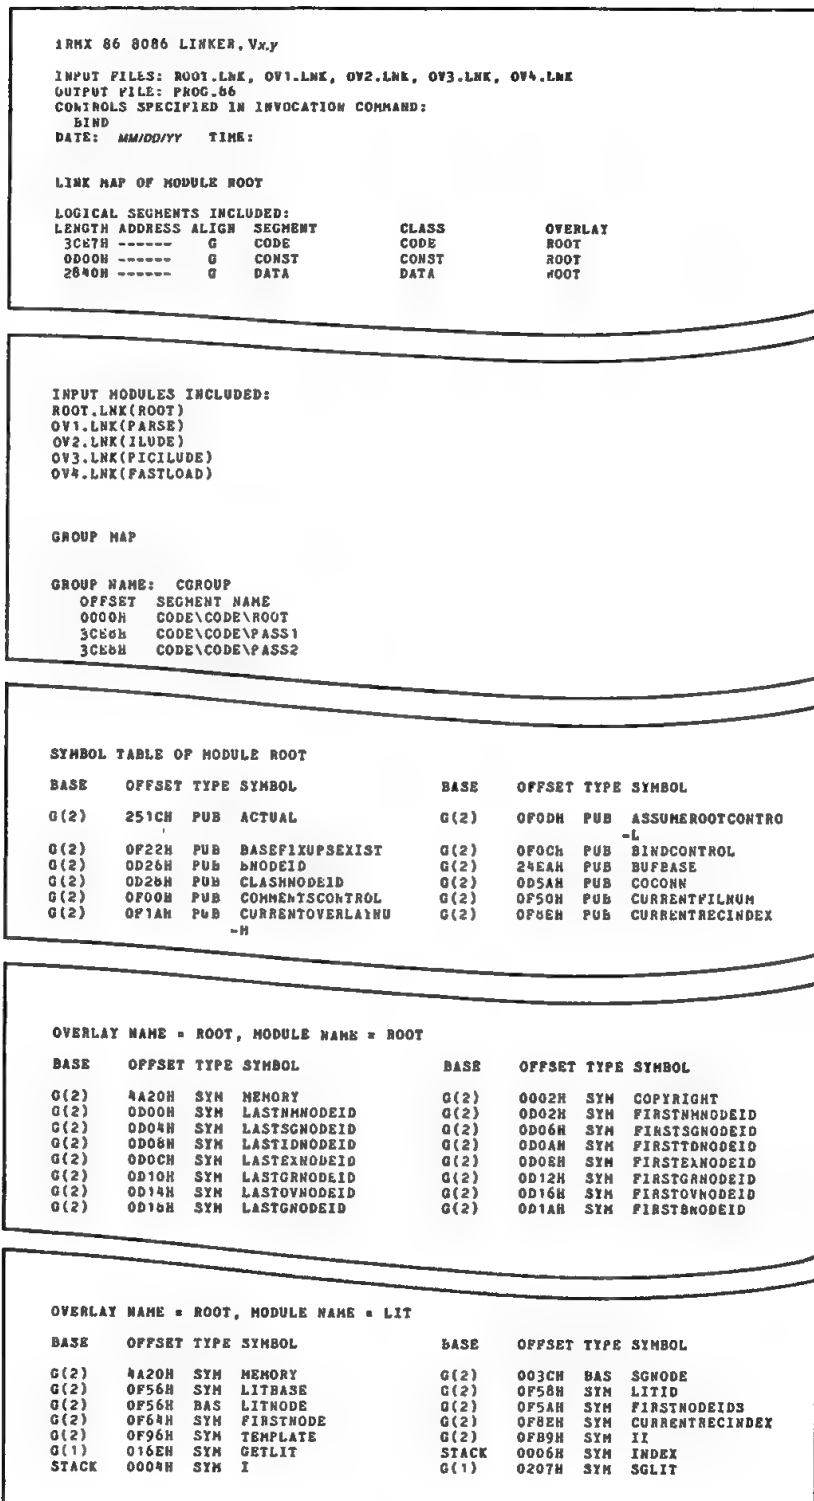 iRMX 86 8086 LINKER, Vx.y
INPUT FILES: ROOT.LNK, OV1.LNK, OV2.LNK, OV3.LNK, OV4.LNK
OUTPUT FILE: PROG.86
CONTROLS SPECIFIED IN INVOCATION COMMAND:
BIND
DATE: MM/DD/YY TIME:
LINK MAP OF MODULE ROOT
LOGICAL SEGMENTS INCLUDED:
LENGTH ADDRESS ALIGN SEGMENT CLASS OVERLAY
3CE7H ------ G CODE CODE ROOT
0D00H ------ G CONST CONST ROOT
2840H ------ G DATA DATA ROOT
INPUT MODULES INCLUDED:
ROOT.LNK(ROOT)
OV1.LNK(PARSE)
OV2.LNK(ILUDE)
OV3.LNK(PICILUDE)
OV4.LNK(FASTLOAD)
GROUP MAP
GROUP NAME: CGROUP
OFFSET SEGMENT NAME
0000H CODE\CODE\ROOT
3CE8H CODE\CODE\PASS1
3CE8H CODE\CODE\PASS2
SYMBOL TABLE OF MODULE ROOT
BASE OFFSET TYPE SYMBOL BASE OFFSET TYPE SYMBOL
G(2) 251CH PUB ACTUAL G(2) 0F0DH PUB ASSUMEROOTCONTRO
-L
G(2) 0F22H PUB BASEFIXUPSEXIST G(2) 0F0CH PUB BINDCONTROL
G(2) 0D26H PUB BNODEID G(2) 24EAH PUB BUFBASE
G(2) 0D28H PUB CLASHNODEID G(2) 0D5AH PUB COCONN
G(2) 0F00H PUB COMMENTSCONTROL G(2) 0F50H PUB CURRENTFILNUM
G(2) 0F1AH PUB CURRENTOVERLAYNU G(2) 0F8EH PUB CURRENTRECINDEX
-M
OVERLAY NAME = ROOT, MODULE NAME = ROOT
BASE OFFSET TYPE SYMBOL BASE OFFSET TYPE SYMBOL
G(2) 4A20H SYM MEMORY G(2) 0002H SYM COPYRIGHT
G(2) 0D00H SYM LASTNMNODEID G(2) 0D02H SYM FIRSTNMNODEID
G(2) 0D04H SYM LASTSGNODEID G(2) 0D06H SYM FIRSTSGNODEID
G(2) 0D08H SYM LASTIDNODEID G(2) 0D0AH SYM FIRSTTDNODEID
G(2) 0D0CH SYM LASTEXNODEID G(2) 0D0EH SYM FIRSTEXNODEID
G(2) 0D10H SYM LASTGRNODEID G(2) 0D12H SYM FIRSTGRNODEID
G(2) 0D14H SYM LASTOVNODEID G(2) 0D16H SYM FIRSTOVNODEID
G(2) 0D18H SYM LASTGNODEID G(2) 0D1AH SYM FIRSTBNODEID
OVERLAY NAME = ROOT, MODULE NAME = LIT
BASE OFFSET TYPE SYMBOL BASE OFFSET TYPE SYMBOL
G(2) 4A20H SYM MEMORY G(2) 003CH BAS SGNODE
G(2) 0F56H SYM LITBASE G(2) 0F58H SYM LITID
G(2) 0F56H BAS LITNODE G(2) 0F5AH SYM FIRSTNODEIDS
G(2) 0F64H SYM FIRSTNODE G(2) 0F8EH SYM CURRENTRECINDEX
G(2) 0F96H SYM TEMPLATE G(2) 0FB9H SYM II
G(1) 016EH SYM GETLIT STACK 0006H SYM INDEX
STACK 0004H SYM I G(1) 0207H SYM SGLIT